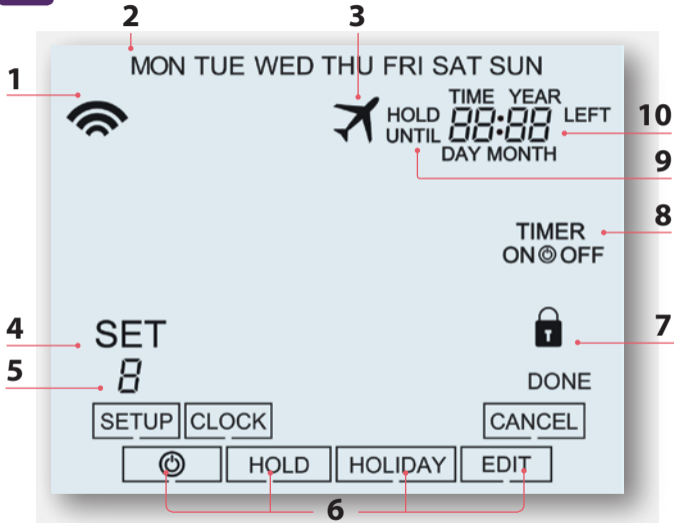 2 3
MON TUE WED THU FRI SAT SUN
1
TIME YEAR
HOLD 88:88 LEFT 10
UNTIL
DAY MONTH
9
8
TIMER
ON OFF
4 SET 7
5 8 DONE
SETUP CLOCK CANCEL
HOLD HOLIDAY EDIT
6